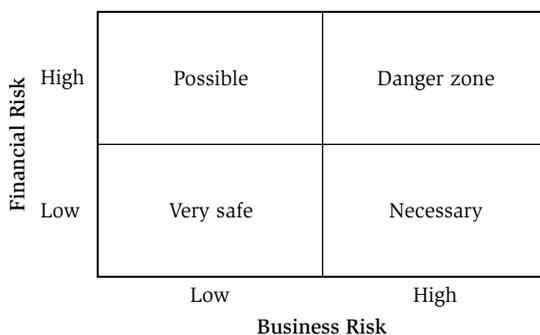 Financial Risk
High
Possible
Danger zone
Low
Very safe
Necessary
Low
High
Business Risk